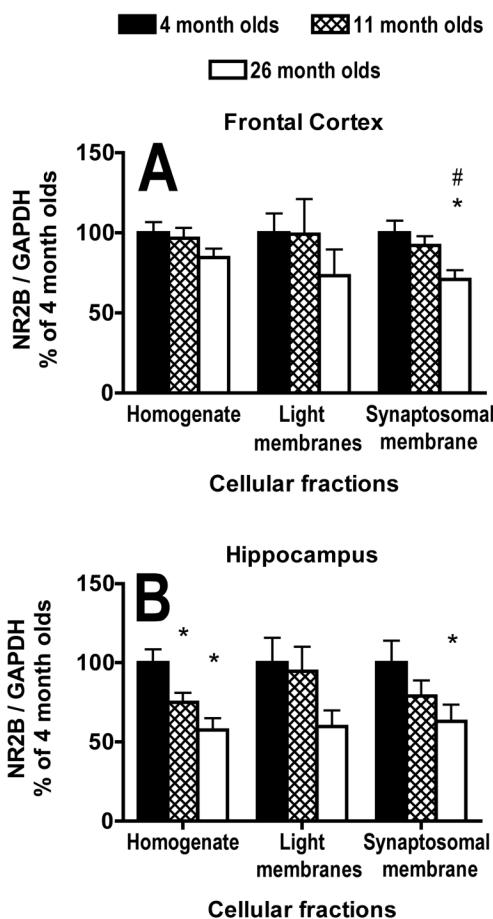 4 month olds 11 month olds
26 month olds
Frontal Cortex
A
NR2B / GAPDH
% of 4 month olds
150
100
50
0
#
*
Homogenate Light membranes Synaptosomal membrane
Cellular fractions
Hippocampus
B
NR2B / GAPDH
% of 4 month olds
150
100
50
0
* * *
Homogenate Light membranes Synaptosomal membrane
Cellular fractions